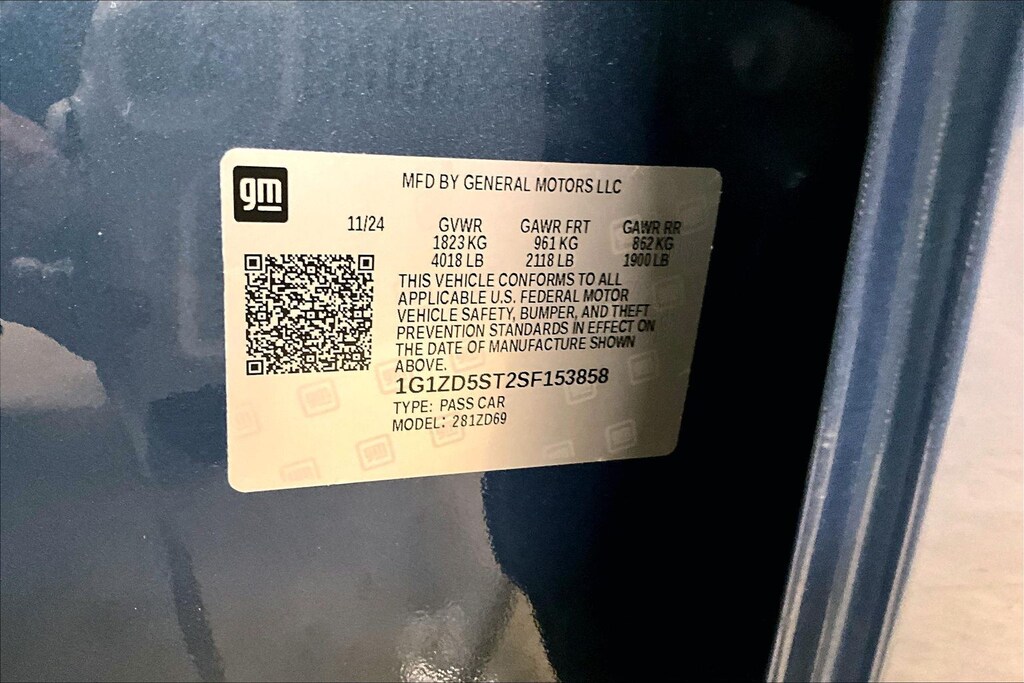 gm
MFD BY GENERAL MOTORS LLC
11/24 GVWR GAWR FRT GAWR RR
1823 KG 961 KG 862 KG
4018 LB 2118 LB 1900 LB
THIS VEHICLE CONFORMS TO ALL
APPLICABLE U.S. FEDERAL MOTOR
VEHICLE SAFETY, BUMPER, AND THEFT
PREVENTION STANDARDS IN EFFECT ON
THE DATE OF MANUFACTURE SHOWN
ABOVE.
1G1ZD5ST2SF153858
TYPE: PASS CAR
MODEL: 281ZD69